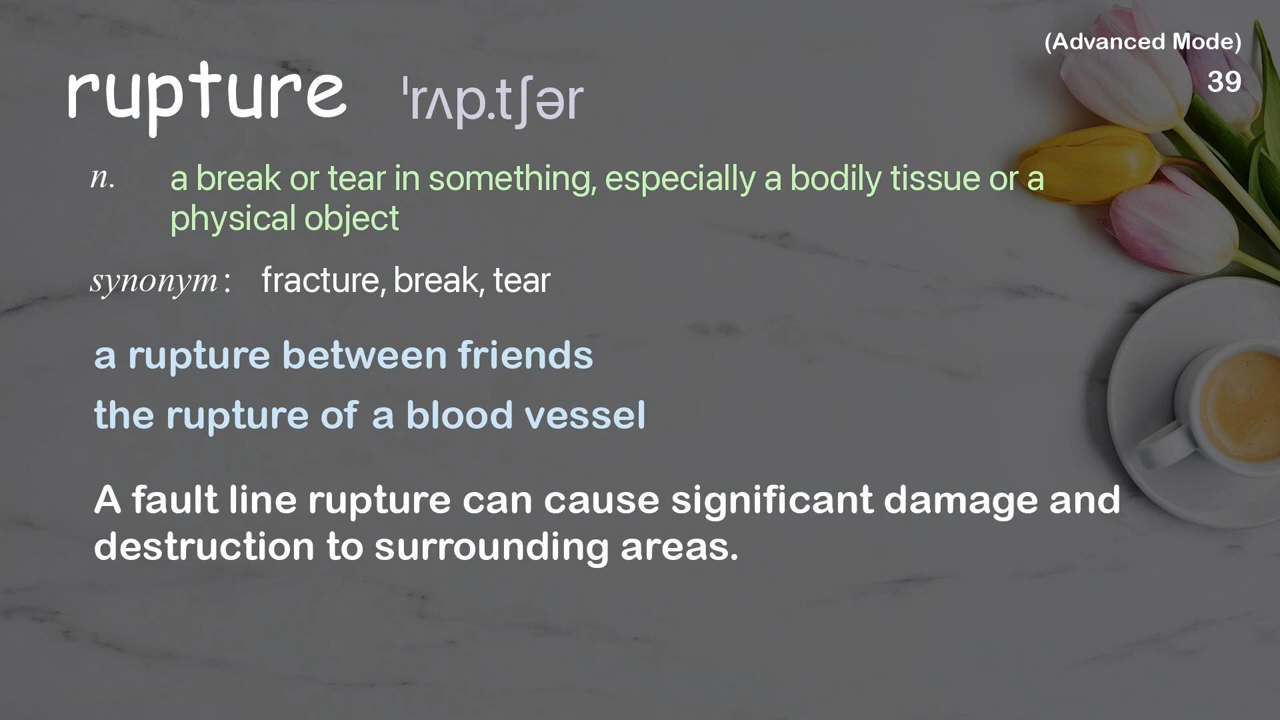 (Advanced Mode)
39
rupture ˈrʌp.tʃər
n. a break or tear in something, especially a bodily tissue or a
physical object
synonym: fracture, break, tear
a rupture between friends
the rupture of a blood vessel
A fault line rupture can cause significant damage and
destruction to surrounding areas.